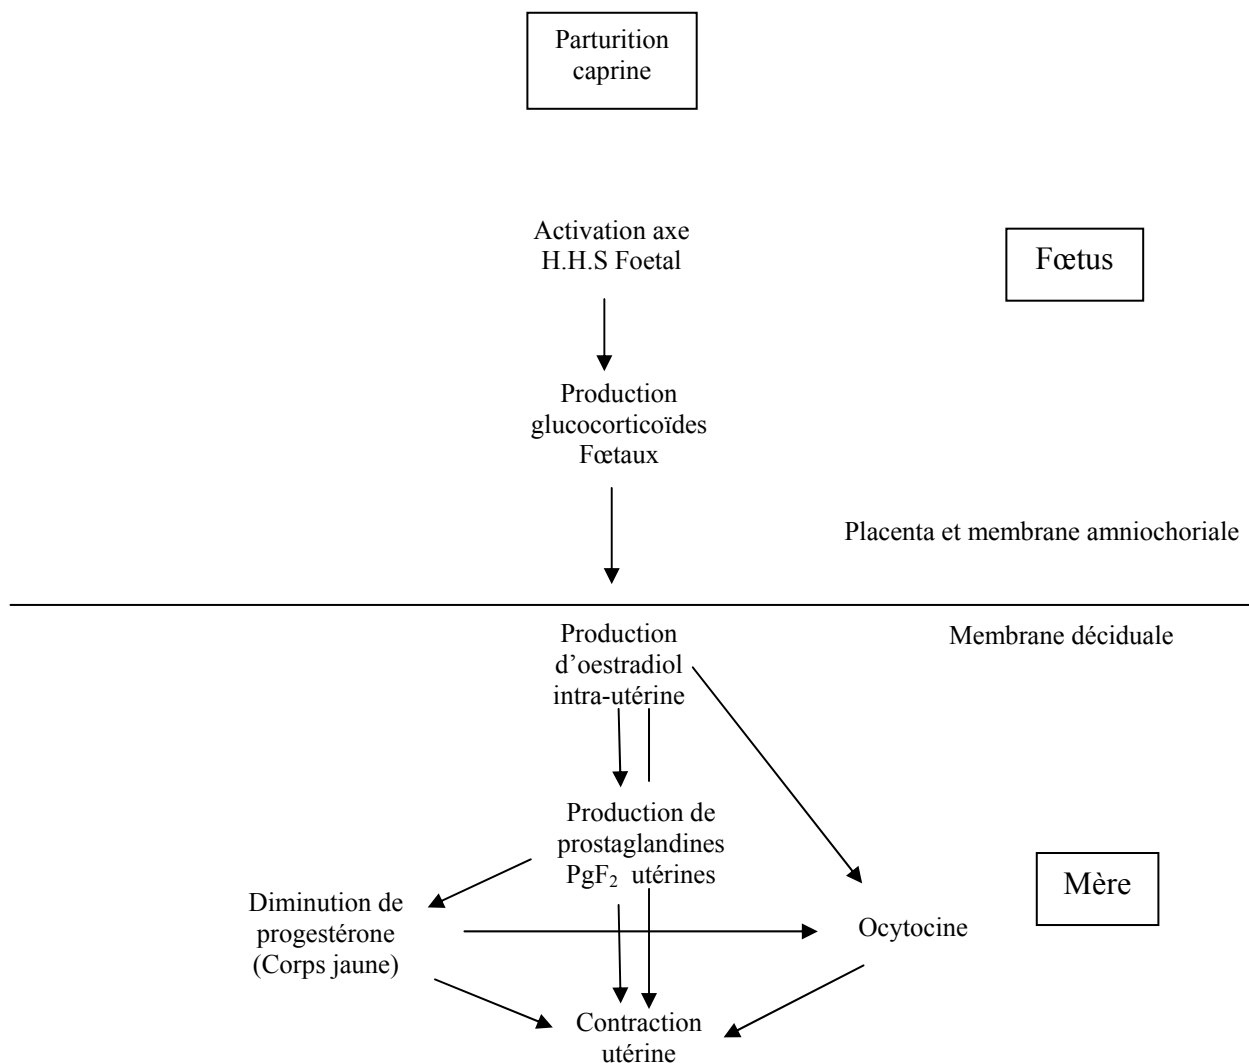 Parturition
caprine
Activation axe
H.H.S Foetal
Fœtus
Production
glucocorticoïdes
Fœtaux
Placenta et membrane amniochoriale
Production
d’oestradiol
intra-utérine
Membrane déciduale
Production de
prostaglandines
PgF₂ utérines
Mère
Diminution de
progestérone
(Corps jaune)
Ocytocine
Contraction
utérine